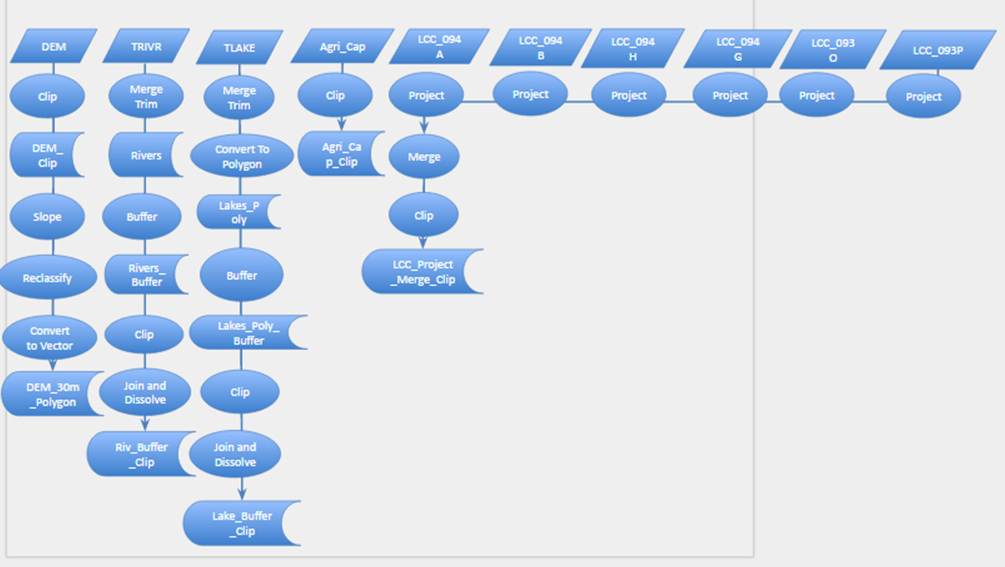 DEM
TRIVR
TLAKE
Agri_Cap
LCC_094
A
LCC_094
B
LCC_094
H
LCC_094
G
LCC_093
O
LCC_093P
Clip
Merge
Trim
Merge
Trim
Clip
Project
Project
Project
Project
Project
Project
DEM_
Clip
Rivers
Convert To
Polygon
Agri_Ca
p_Clip
Merge
Slope
Buffer
Lakes_P
oly
Clip
Reclassify
Rivers_
Buffer
Buffer
LCC_Project
_Merge_Clip
Convert
to Vector
Clip
Lakes_Poly_
Buffer
DEM_30m
_Polygon
Join and
Dissolve
Clip
Riv_Buffer
_Clip
Join and
Dissolve
Lake_Buffer
_Clip